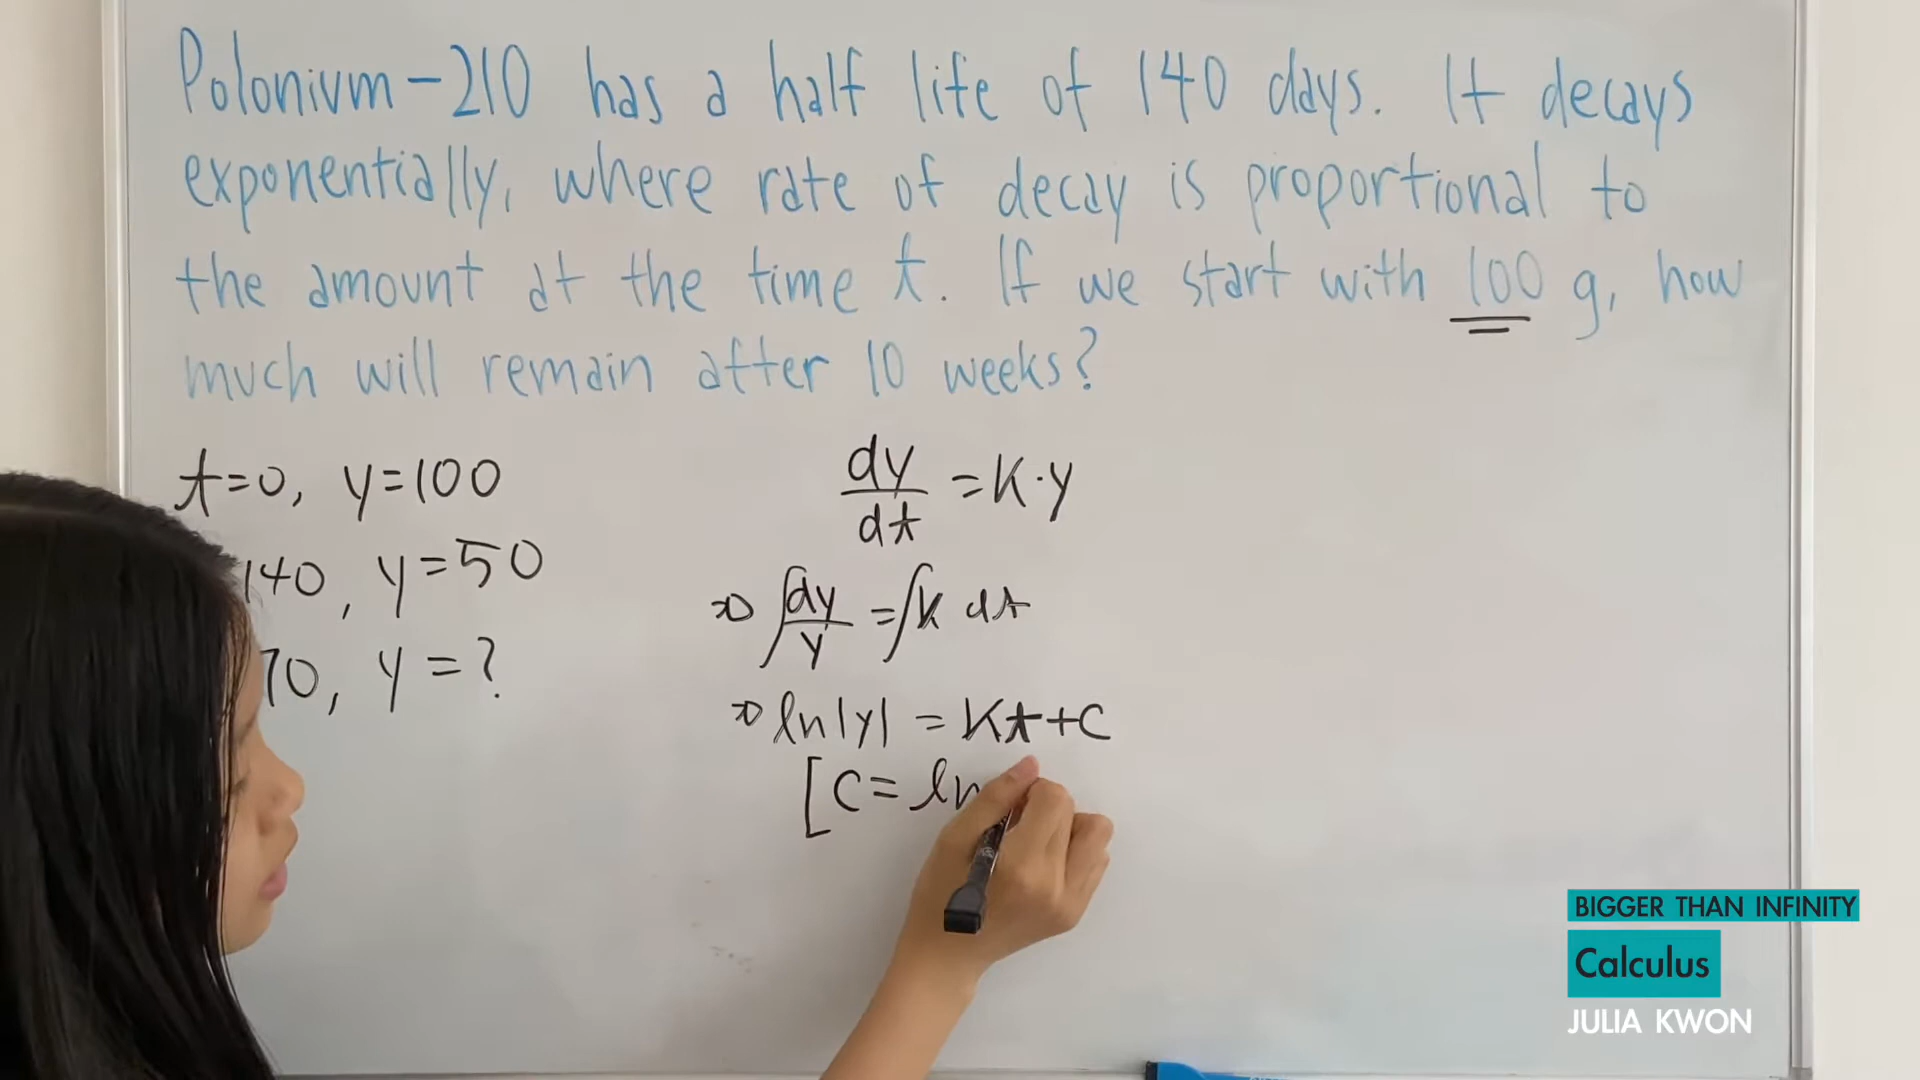 Polonium-210 has a half life of 140 days. It decays
exponentially, where rate of decay is proportional to
the amount at the time t. If we start with 100 g, how
much will remain after 10 weeks?
t=0, y=100
140, y=50
70, y=?
dy/dt = k·y
⇒ ∫dy/y = ∫k dt
⇒ ln|y| = kt+c
[c= ln
BIGGER THAN INFINITY
Calculus
JULIA KWON